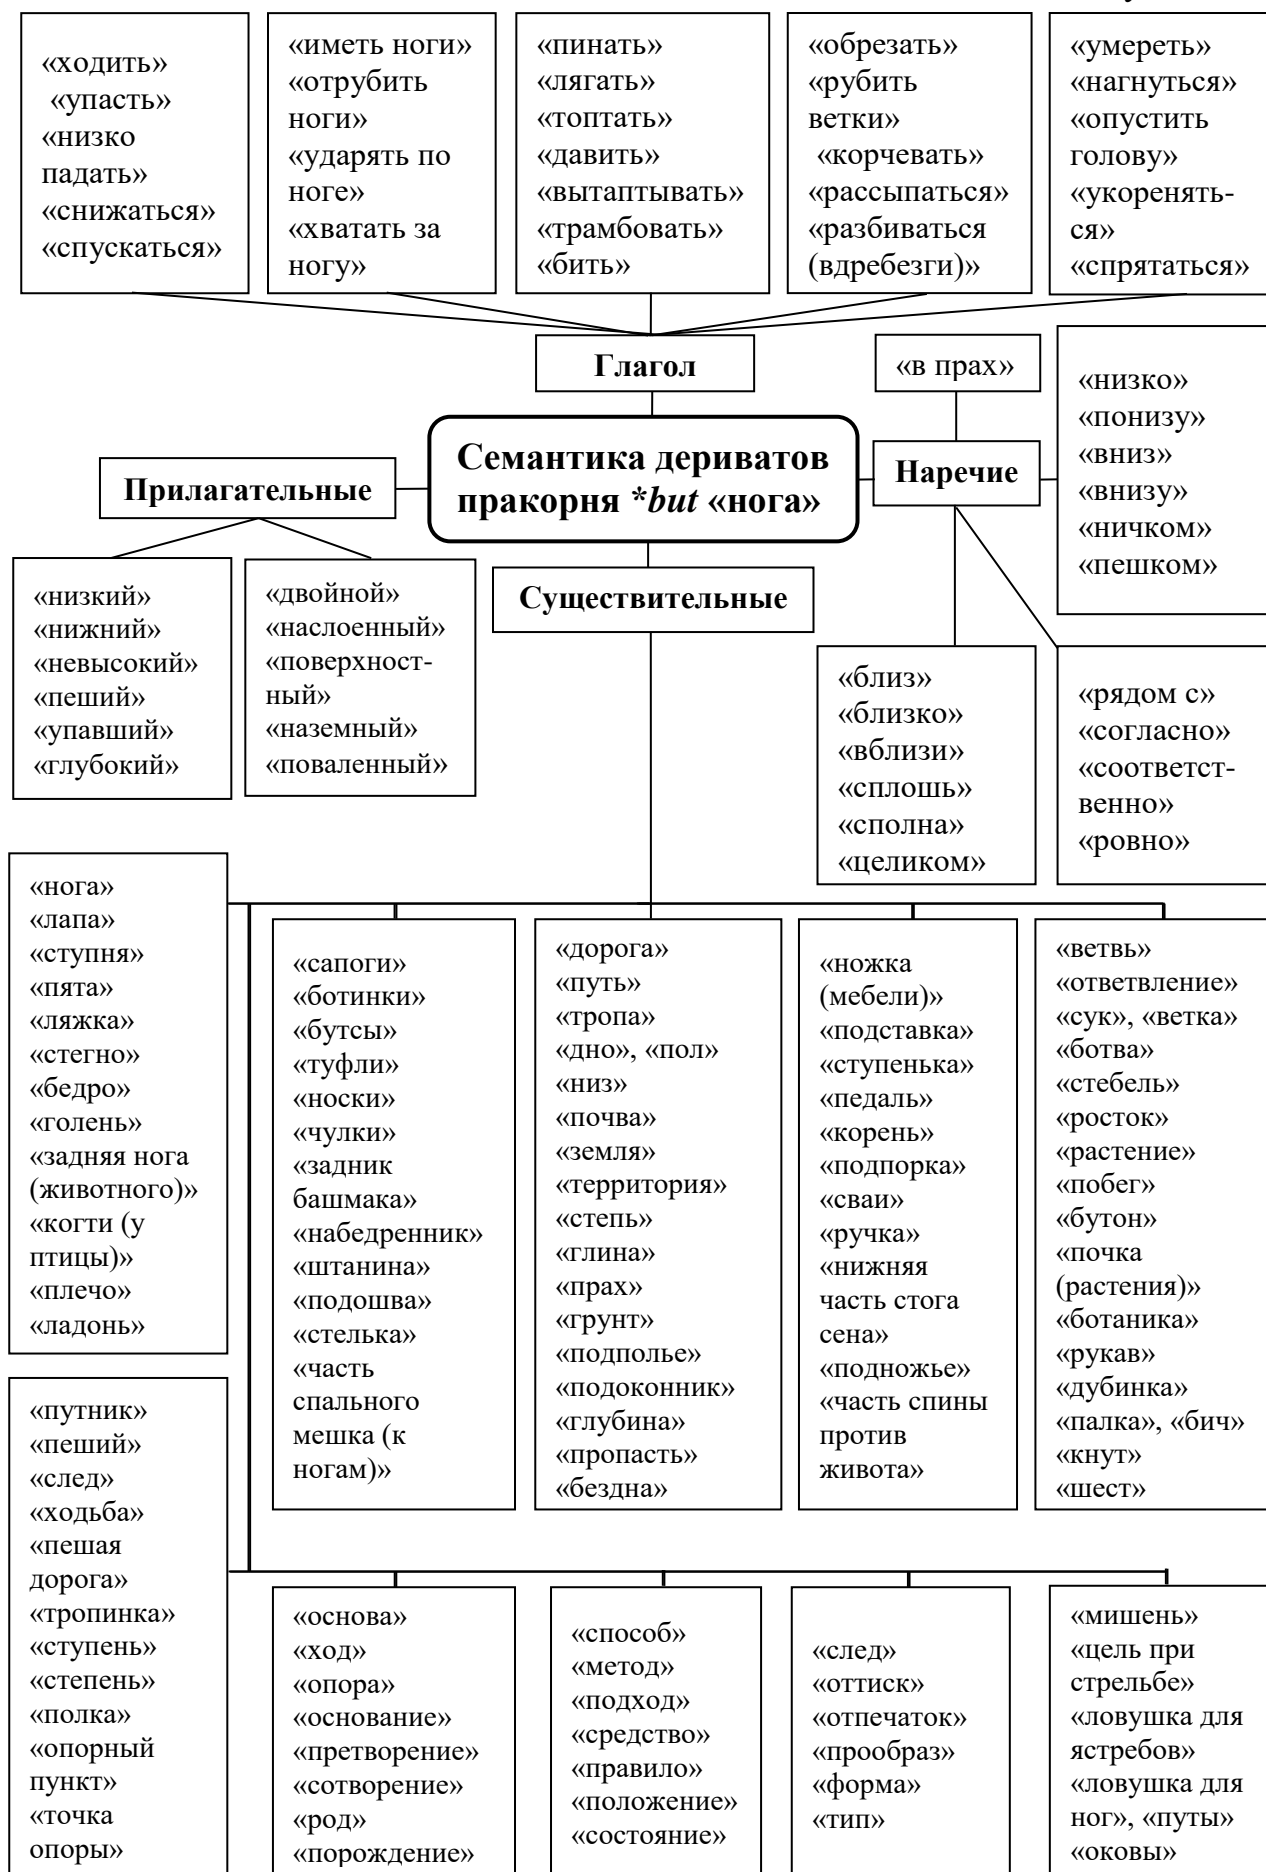 «ходить»
«упасть»
«низко
падать»
«снижаться»
«спускаться»
«иметь ноги»
«отрубить
ноги»
«ударять по
ноге»
«хватать за
ногу»
«пинать»
«лягать»
«топтать»
«давить»
«вытаптывать»
«трамбовать»
«бить»
«обрезать»
«рубить
ветки»
«корчевать»
«рассыпаться»
«разбиваться
(вдребезги)»
«умереть»
«нагнуться»
«опустить
голову»
«укоренять-
ся»
«спрятаться»
Глагол
«в прах»
«низко»
«понизу»
«вниз»
«внизу»
«ничком»
«пешком»
Прилагательные
Семантика дериватов
пракорня *but «нога»
Наречие
«низкий»
«нижний»
«невысокий»
«пеший»
«упавший»
«глубокий»
«двойной»
«наслоенный»
«поверхност-
ный»
«наземный»
«поваленный»
Существительные
«близ»
«близко»
«вблизи»
«сплошь»
«сполна»
«целиком»
«рядом с»
«согласно»
«соответст-
венно»
«ровно»
«нога»
«лапа»
«ступня»
«пята»
«ляжка»
«стегно»
«бедро»
«голень»
«задняя нога
(животного)»
«когти (у
птицы)»
«плечо»
«ладонь»
«сапоги»
«ботинки»
«бутсы»
«туфли»
«носки»
«чулки»
«задник
башмака»
«набедренник»
«штанина»
«подошва»
«стелька»
«часть
спального
мешка (к
ногам)»
«дорога»
«путь»
«тропа»
«дно», «пол»
«низ»
«почва»
«земля»
«территория»
«степь»
«глина»
«прах»
«грунт»
«подполье»
«подоконник»
«глубина»
«пропасть»
«бездна»
«ножка
(мебели)»
«подставка»
«ступенька»
«педаль»
«корень»
«подпорка»
«сваи»
«ручка»
«нижняя
часть стога
сена»
«подножье»
«часть спины
против
живота»
«ветвь»
«ответвление»
«сук», «ветка»
«ботва»
«стебель»
«росток»
«растение»
«побег»
«бутон»
«почка
(растения)»
«ботаника»
«рукав»
«дубинка»
«палка», «бич»
«кнут»
«шест»
«путник»
«пеший»
«след»
«ходьба»
«пешая
дорога»
«тропинка»
«ступень»
«степень»
«полка»
«опорный
пункт»
«точка
опоры»
«основа»
«ход»
«опора»
«основание»
«претворение»
«сотворение»
«род»
«порождение»
«способ»
«метод»
«подход»
«средство»
«правило»
«положение»
«состояние»
«след»
«оттиск»
«отпечаток»
«прообраз»
«форма»
«тип»
«мишень»
«цель при
стрельбе»
«ловушка для
ястребов»
«ловушка для
ног», «путы»
«оковы»